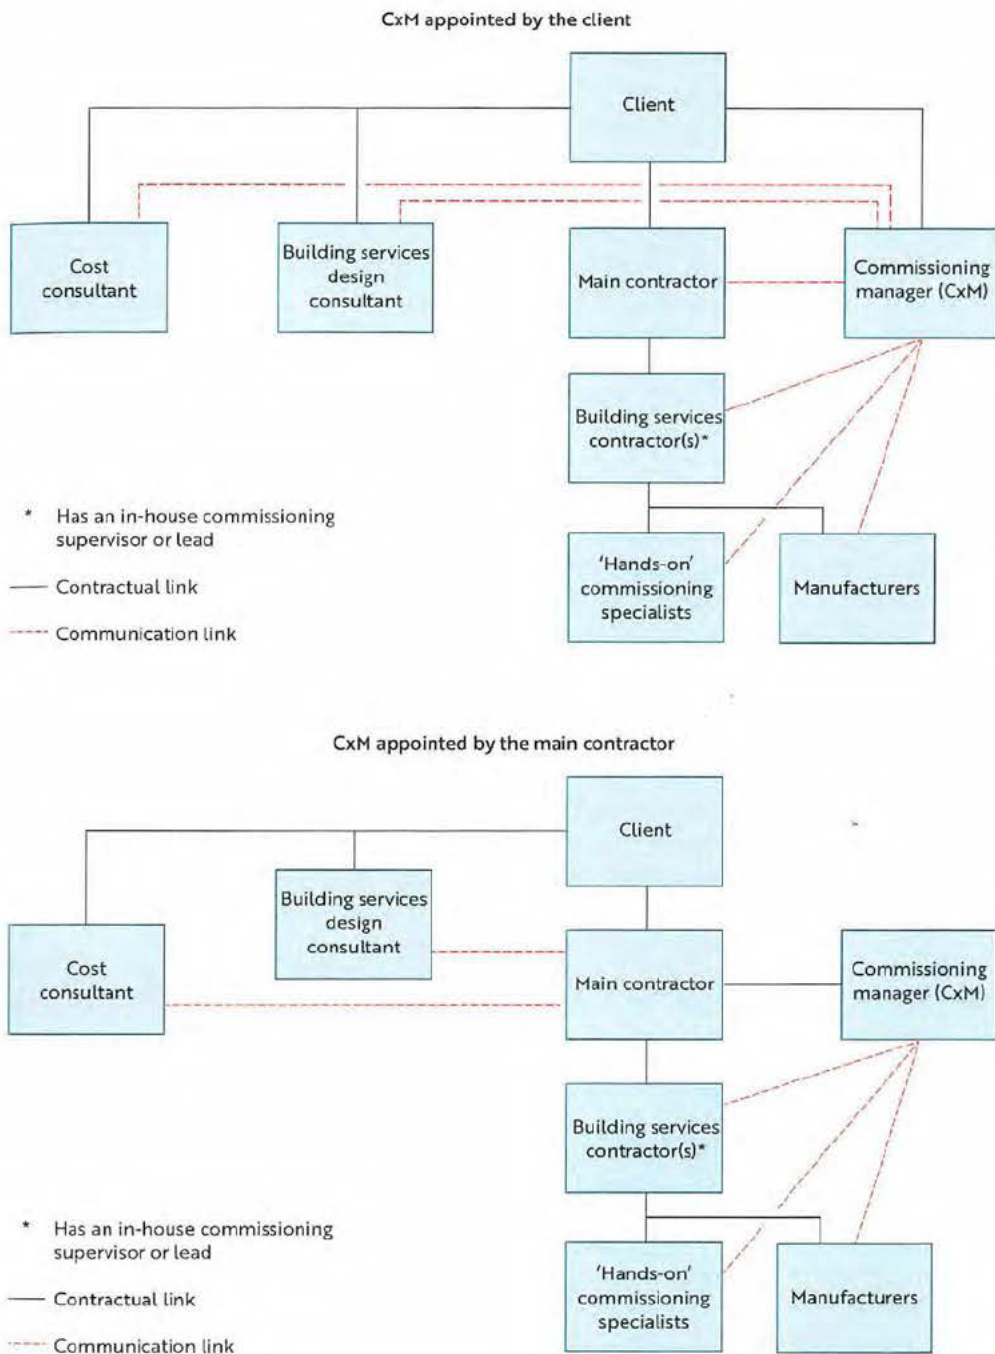 CxM appointed by the client
Client
Cost
consultant
Building services
design
consultant
Main contractor
Commissioning
manager (CxM)
Building services
contractor(s)*
* Has an in-house commissioning
supervisor or lead
Contractual link
Communication link
'Hands-on'
commissioning
specialists
Manufacturers
CxM appointed by the main contractor
Client
Building services
design
consultant
Cost
consultant
Main contractor
Commissioning
manager (CxM)
Building services
contractor(s)*
* Has an in-house commissioning
supervisor or lead
Contractual link
Communication link
'Hands-on'
commissioning
specialists
Manufacturers